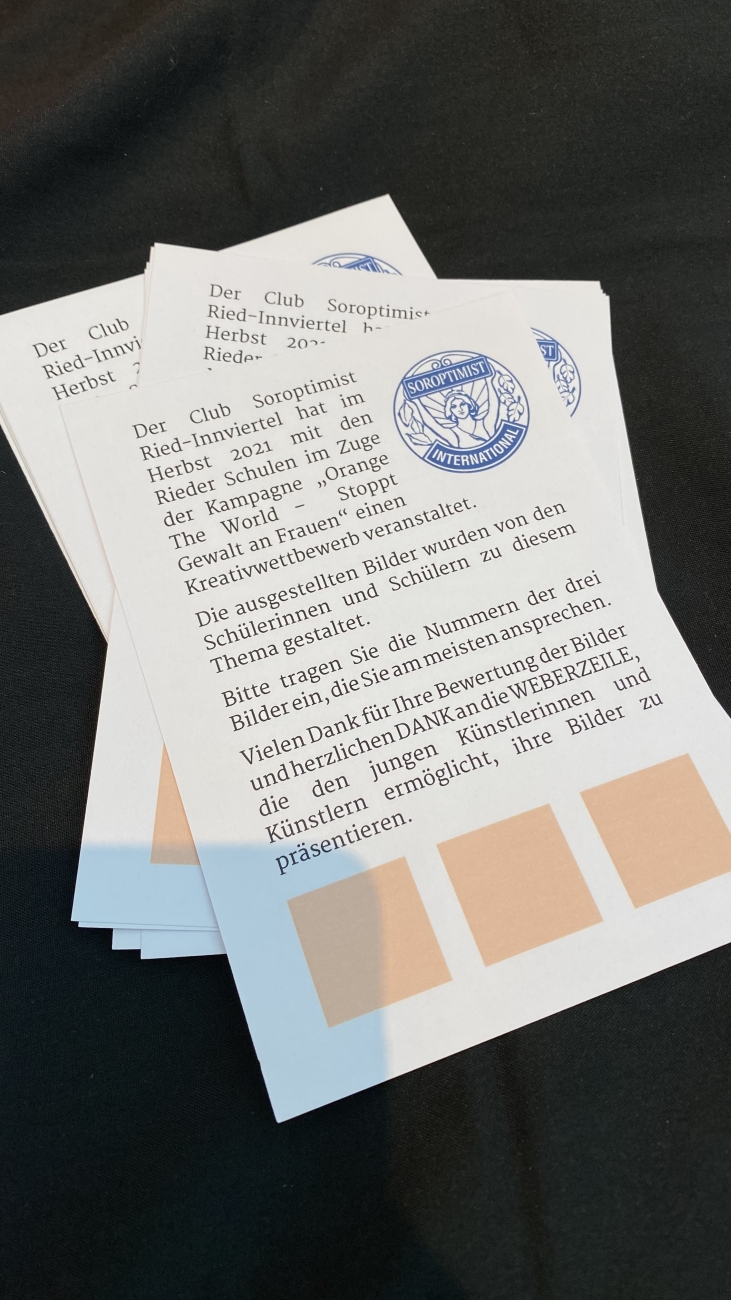 Der Club
Ried-Innvi
Herbst
Der Club Soroptimist
Ried-Innviertel
Herbst
Rieder
SOROPTIMIST
INTERNATIONAL
Der Club Soroptimist
Ried-Innviertel hat im
Herbst 2021 mit den
Rieder Schulen im Zuge
der Kampagne „Orange
The World – Stoppt
Gewalt an Frauen“ einen
Kreativwettbewerb veranstaltet.
Die ausgestellten Bilder wurden von den
Schülerinnen und Schülern zu diesem
Thema gestaltet.
Bitte tragen Sie die Nummern der drei
Bilder ein, die Sie am meisten ansprechen.
Vielen Dank für Ihre Bewertung der Bilder
und herzlichen DANK an die WEBERZEILE,
die den jungen Künstlerinnen und
Künstlern ermöglicht, ihre Bilder zu
präsentieren.